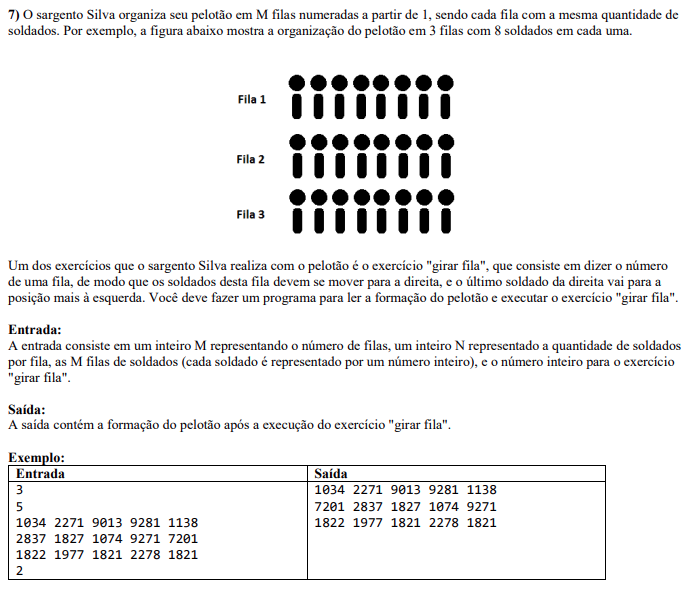 7) O sargento Silva organiza seu pelotão em M filas numeradas a partir de 1, sendo cada fila com a mesma quantidade de
soldados. Por exemplo, a figura abaixo mostra a organização do pelotão em 3 filas com 8 soldados em cada uma.
Fila 1
Fila 2
Fila 3
Um dos exercícios que o sargento Silva realiza com o pelotão é o exercício "girar fila", que consiste em dizer o número
de uma fila, de modo que os soldados desta fila devem se mover para a direita, e o último soldado da direita vai para a
posição mais à esquerda. Você deve fazer um programa para ler a formação do pelotão e executar o exercício "girar fila".
Entrada:
A entrada consiste em um inteiro M representando o número de filas, um inteiro N representado a quantidade de soldados
por fila, as M filas de soldados (cada soldado é representado por um número inteiro), e o número inteiro para o exercício
"girar fila".
Saída:
A saída contém a formação do pelotão após a execução do exercício "girar fila".
Exemplo:
Entrada
3
5
1034 2271 9013 9281 1138
2837 1827 1074 9271 7201
1822 1977 1821 2278 1821
2
Saída
1034 2271 9013 9281 1138
7201 2837 1827 1074 9271
1822 1977 1821 2278 1821